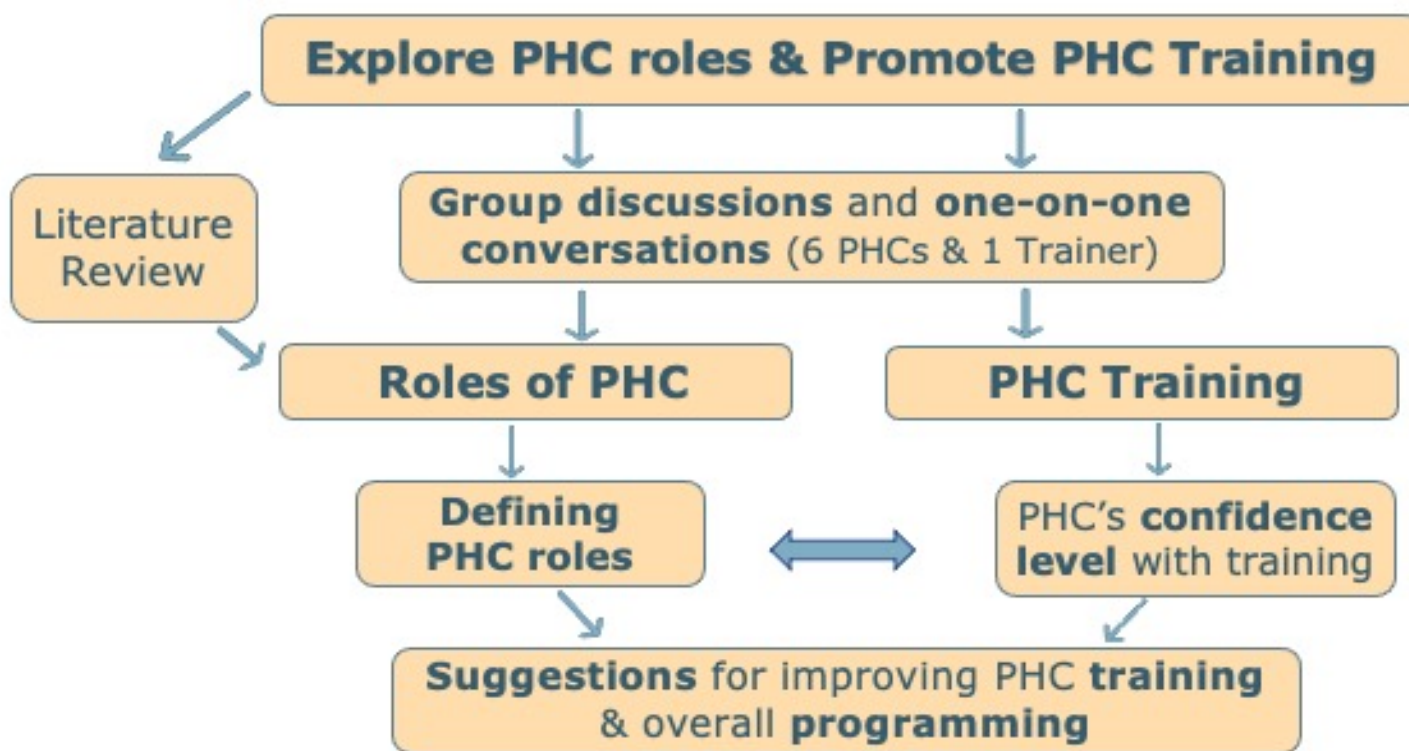 Explore PHC roles & Promote PHC Training
Literature
Review
Group discussions and one-on-one
conversations (6 PHCs & 1 Trainer)
Roles of PHC
PHC Training
Defining
PHC roles
PHC’s confidence
level with training
Suggestions for improving PHC training
& overall programming